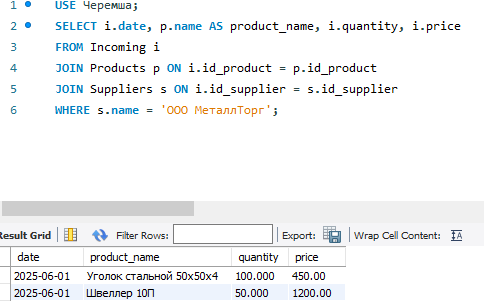 1 USE Черемша;
2 SELECT i.date, p.name AS product_name, i.quantity, i.price
3 FROM Incoming i
4 JOIN Products p ON i.id_product = p.id_product
5 JOIN Suppliers s ON i.id_supplier = s.id_supplier
6 WHERE s.name = 'ООО МеталлТорг';
Result Grid Filter Rows: Export: Wrap Cell Content:
date product_name quantity price
2025-06-01 Уголок стальной 50x50x4 100.000 450.00
2025-06-01 Швеллер 10П 50.000 1200.00